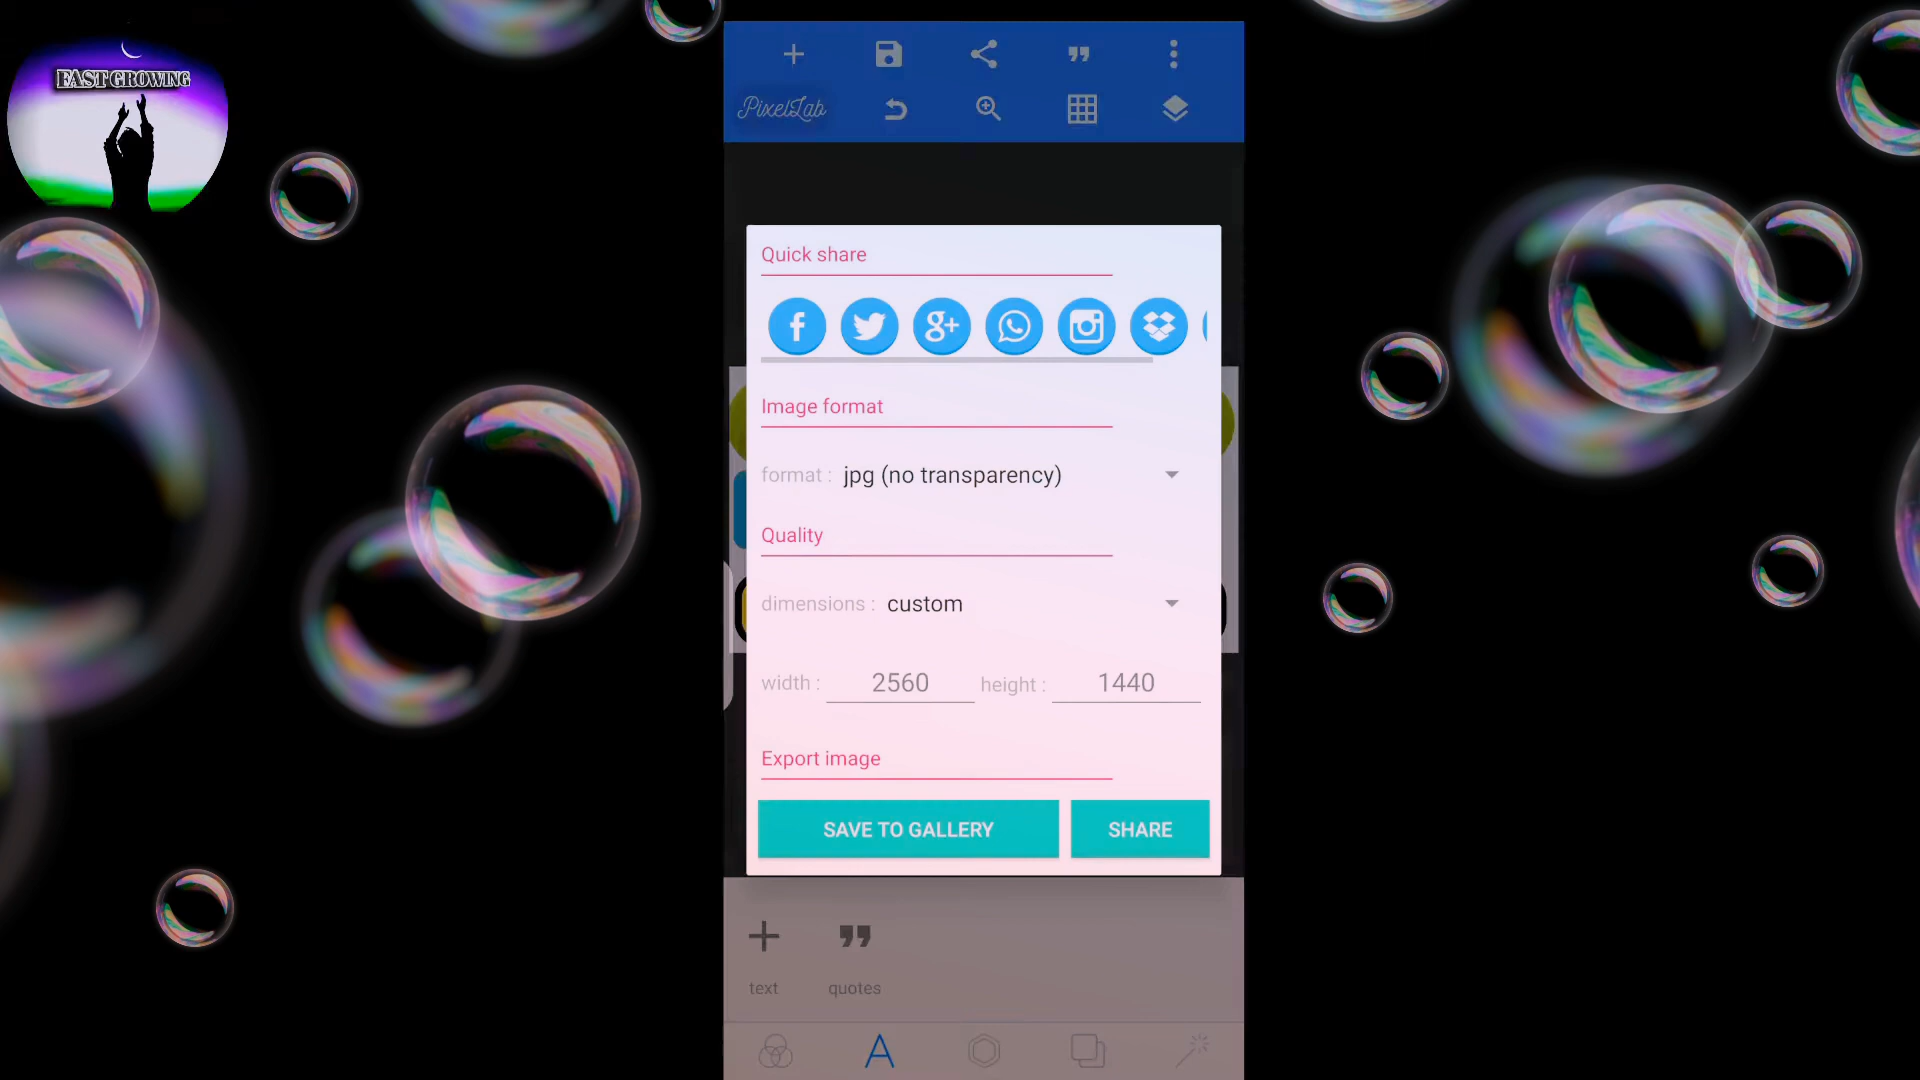 EAST GROWING
PixelLab
Quick share
Image format
format : jpg (no transparency)
Quality
dimensions : custom
width : 2560 height : 1440
Export image
SAVE TO GALLERY SHARE
text quotes